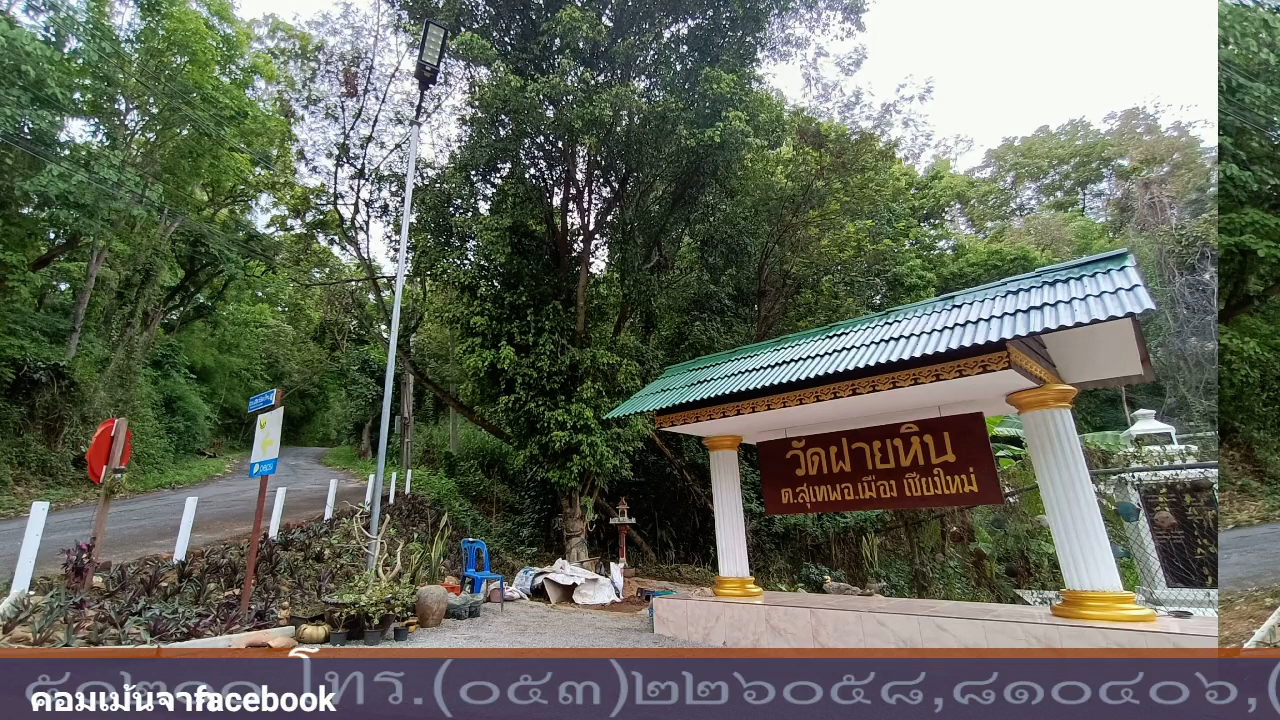 วัดฝายหิน
ต.สุเทพอ.เมือง เชียงใหม่
pepsi
โทร.(๐๕๓)๒๒๖๐๕๘,๘๑๐๔๐๖,(
คอมเม้นจาfacebook